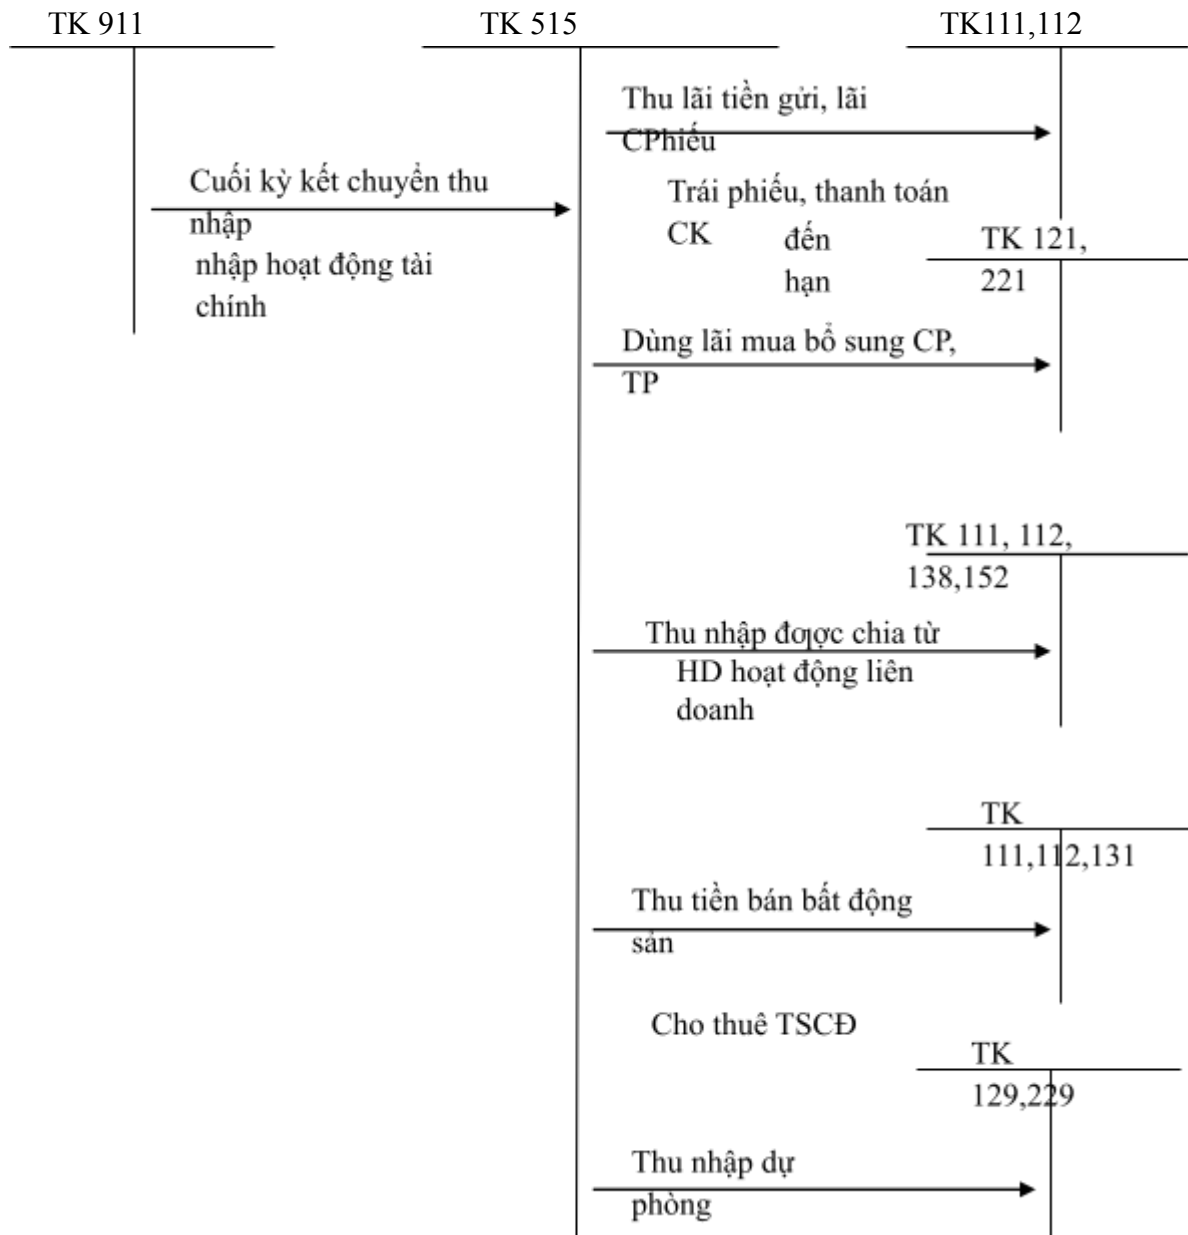 TK 911
TK 515
TK111,112
Thu lãi tiền gửi, lãi
CPhiếu
Cuối kỳ kết chuyển thu
nhập
nhập hoạt động tài
chính
Trái phiếu, thanh toán
CK
đến
hạn
TK 121,
221
Dùng lãi mua bổ sung CP,
TP
TK 111, 112,
138,152
Thu nhập đƣợc chia từ
HD hoạt động liên
doanh
TK
111,112,131
Thu tiền bán bất động
sản
Cho thuê TSCĐ
TK
129,229
Thu nhập dự
phòng